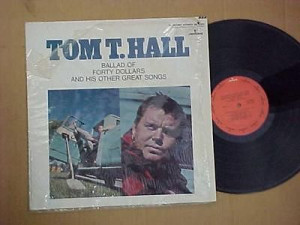 TOM T. HALL
BALLAD OF
FORTY DOLLARS
AND HIS OTHER GREAT SONGS